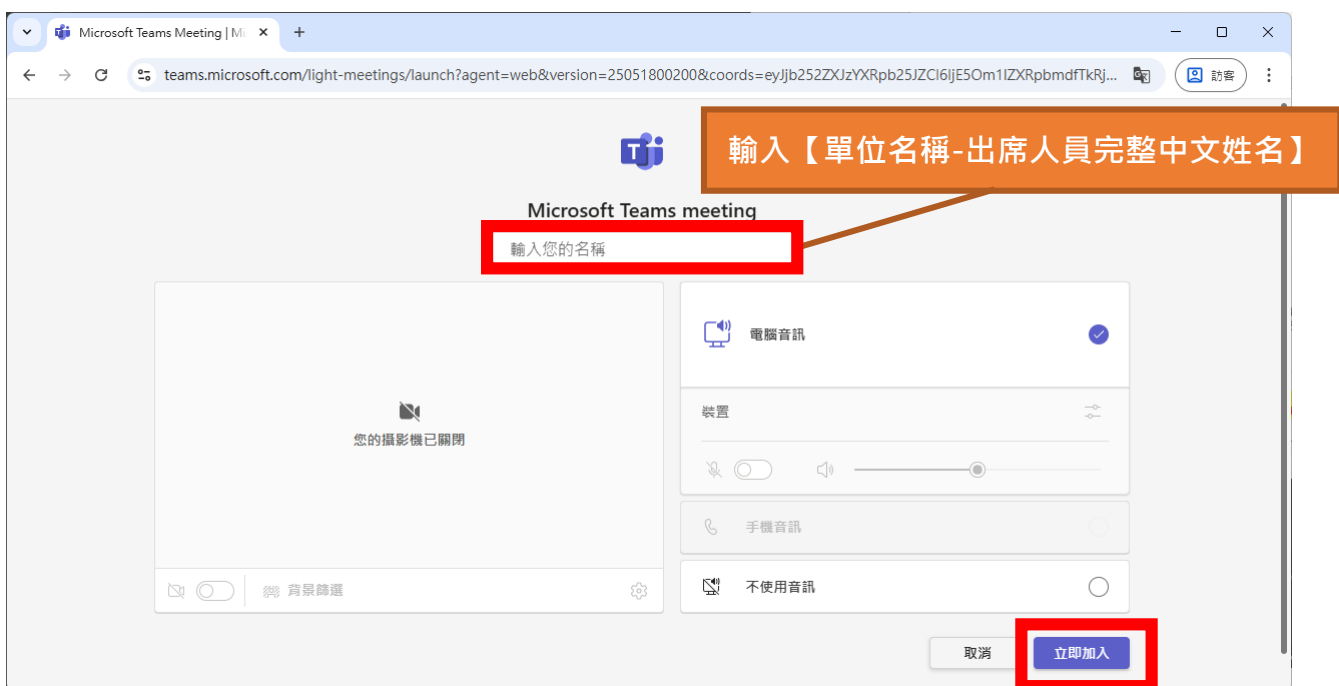 Microsoft Teams Meeting | Mi
teams.microsoft.com/light-meetings/launch?agent=web&version=25051800200&coords=eyJjb252ZXJzYXRpb25JZCI6IjE5Om1lZXRpbmdfTkRj...
訪客
輸入【單位名稱-出席人員完整中文姓名】
Microsoft Teams meeting
輸入您的名稱
電腦音訊
您的攝影機已關閉
裝置
手機音訊
背景篩選
不使用音訊
取消
立即加入